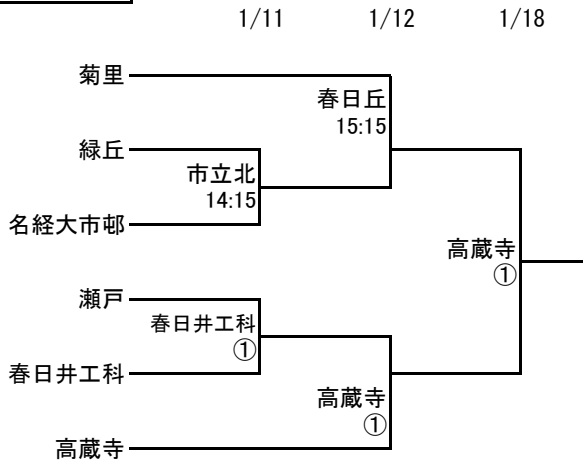 1/11 1/12 1/18
菊里
春日丘
15:15
緑丘
市立北
14:15
名経大市邨
高蔵寺
①
瀬戸
春日井工科
①
春日井工科
高蔵寺
①
高蔵寺